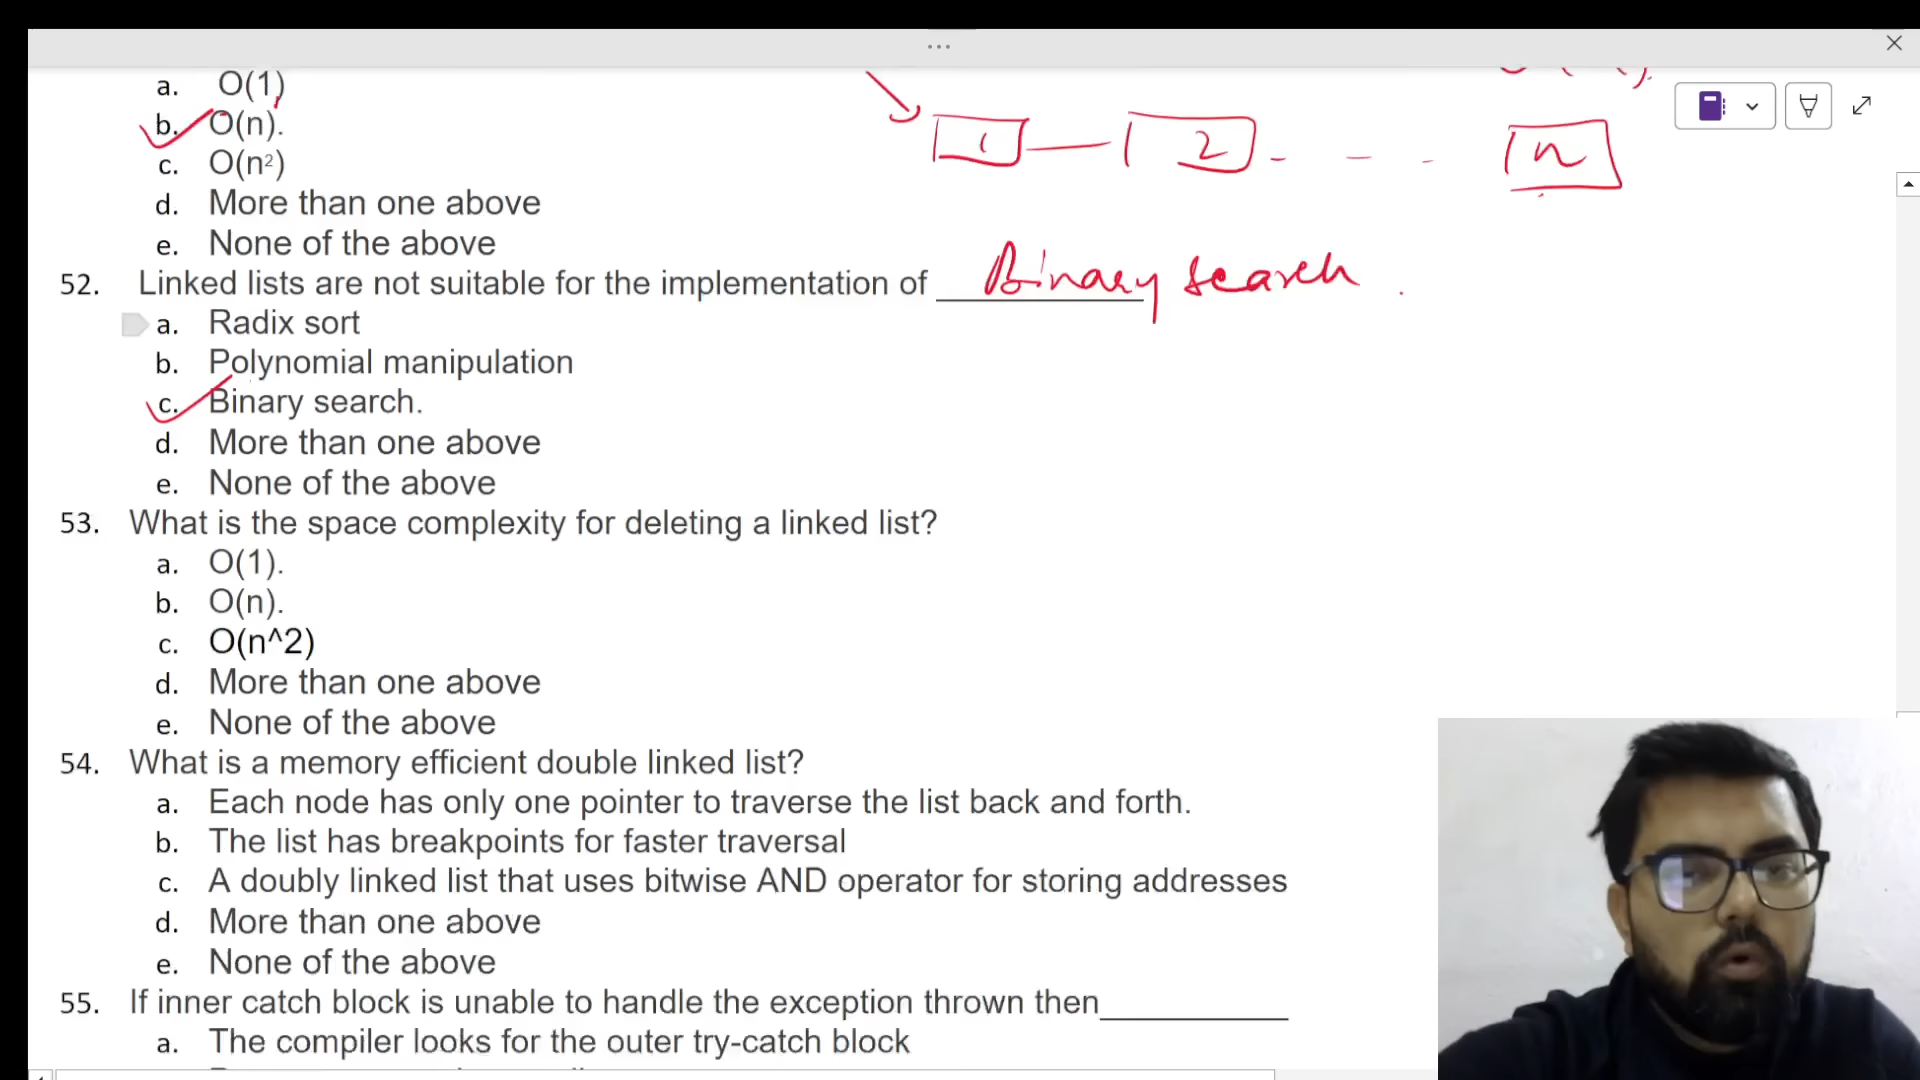 a. O(1)
b. O(n).
c. O(n²)
1
2
n
d. More than one above
e. None of the above
52. Linked lists are not suitable for the implementation of Binary search.
a. Radix sort
b. Polynomial manipulation
c. Binary search.
d. More than one above
e. None of the above
53. What is the space complexity for deleting a linked list?
a. O(1).
b. O(n).
c. O(n^2)
d. More than one above
e. None of the above
54. What is a memory efficient double linked list?
a. Each node has only one pointer to traverse the list back and forth.
b. The list has breakpoints for faster traversal
c. A doubly linked list that uses bitwise AND operator for storing addresses
d. More than one above
e. None of the above
55. If inner catch block is unable to handle the exception thrown then__________
a. The compiler looks for the outer try-catch block